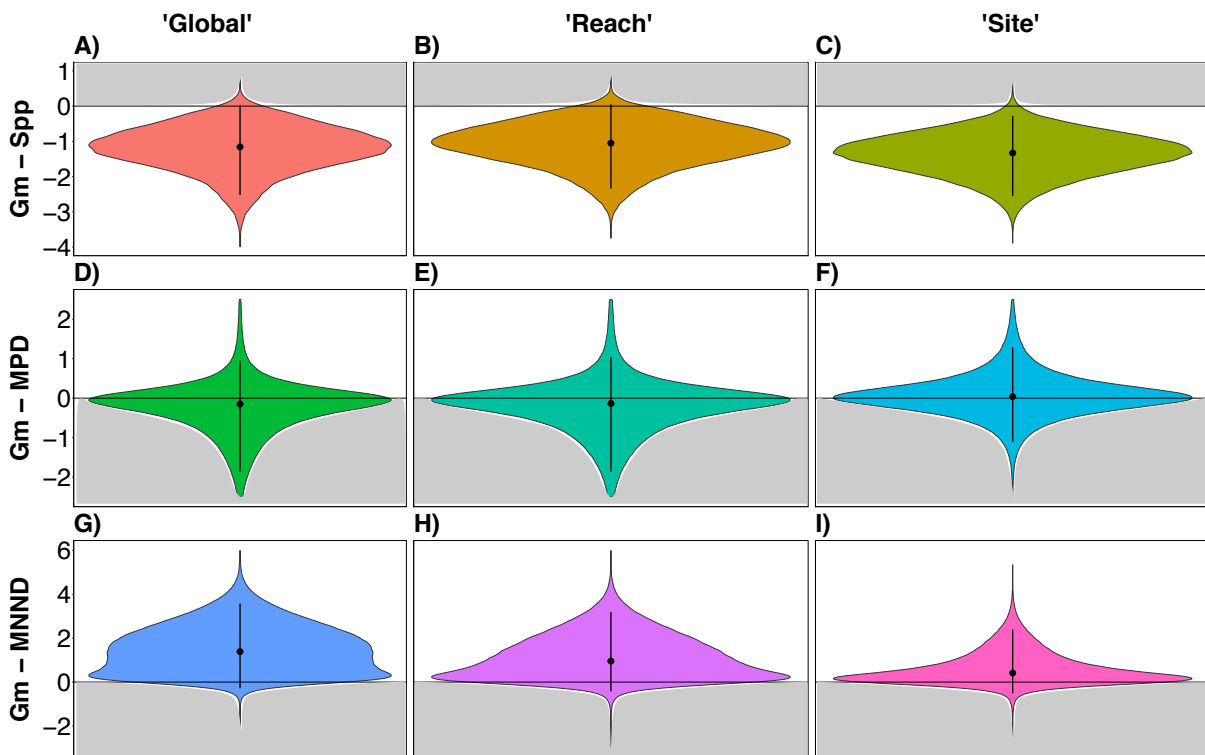 'Global' 'Reach' 'Site'
A) B) C)
Gm − Spp
1
0
−1
−2
−3
−4
D) E) F)
Gm − MPD
2
1
0
−1
−2
G) H) I)
Gm − MNND
6
4
2
0
−2